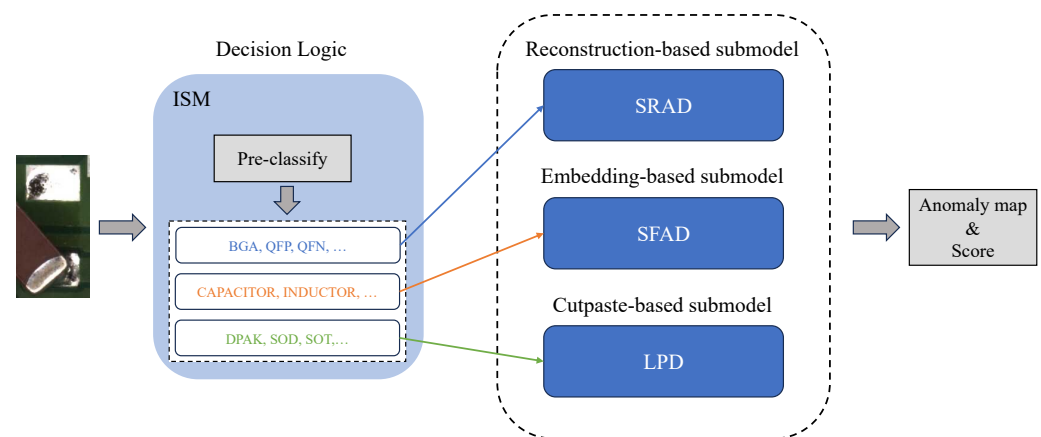 Decision Logic
ISM
Pre-classify
BGA, QFP, QFN, …
CAPACITOR, INDUCTOR, …
DPAK, SOD, SOT,…
Reconstruction-based submodel
SRAD
Embedding-based submodel
SFAD
Cutpaste-based submodel
LPD
Anomaly map
&
Score